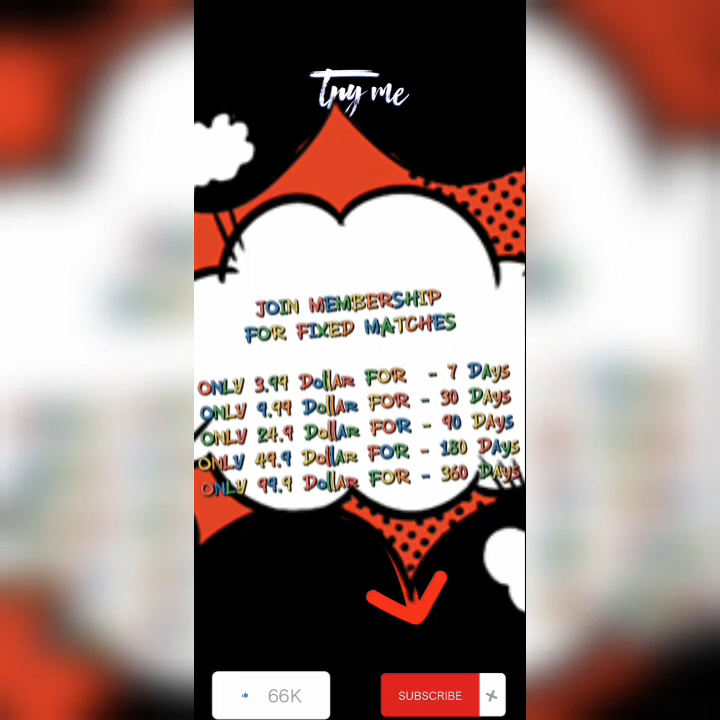 Try me
JOIN MEMBERSHIP
FOR FIXED MATCHES
ONLY 3.99 Dollar FOR - 7 DAys
ONLY 9.99 Dollar FOR - 30 DAys
ONLY 24.9 Dollar FOR - 90 DAys
ONLY 49.9 Dollar FOR - 180 DAys
ONLY 99.9 Dollar FOR - 360 DAys
66K
SUBSCRIBE